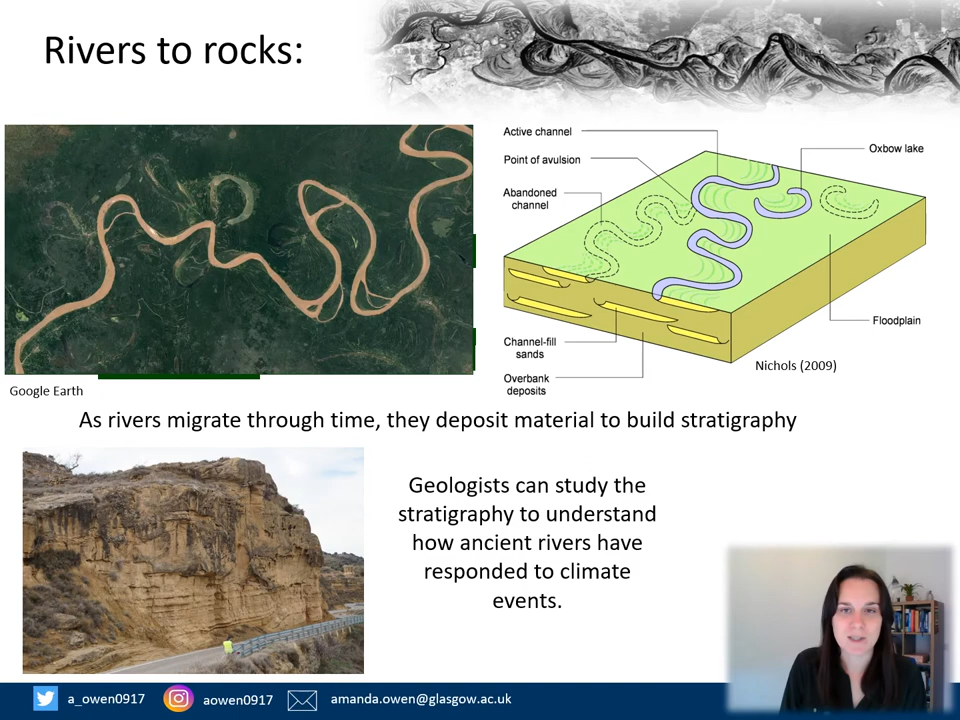 Rivers to rocks:
Active channel
Point of avulsion
Abandoned
channel
Oxbow lake
Floodplain
Channel-fill
sands
Overbank
deposits
Nichols (2009)
Google Earth
As rivers migrate through time, they deposit material to build stratigraphy
Geologists can study the
stratigraphy to understand
how ancient rivers have
responded to climate
events.
a_owen0917
aowen0917
amanda.owen@glasgow.ac.uk